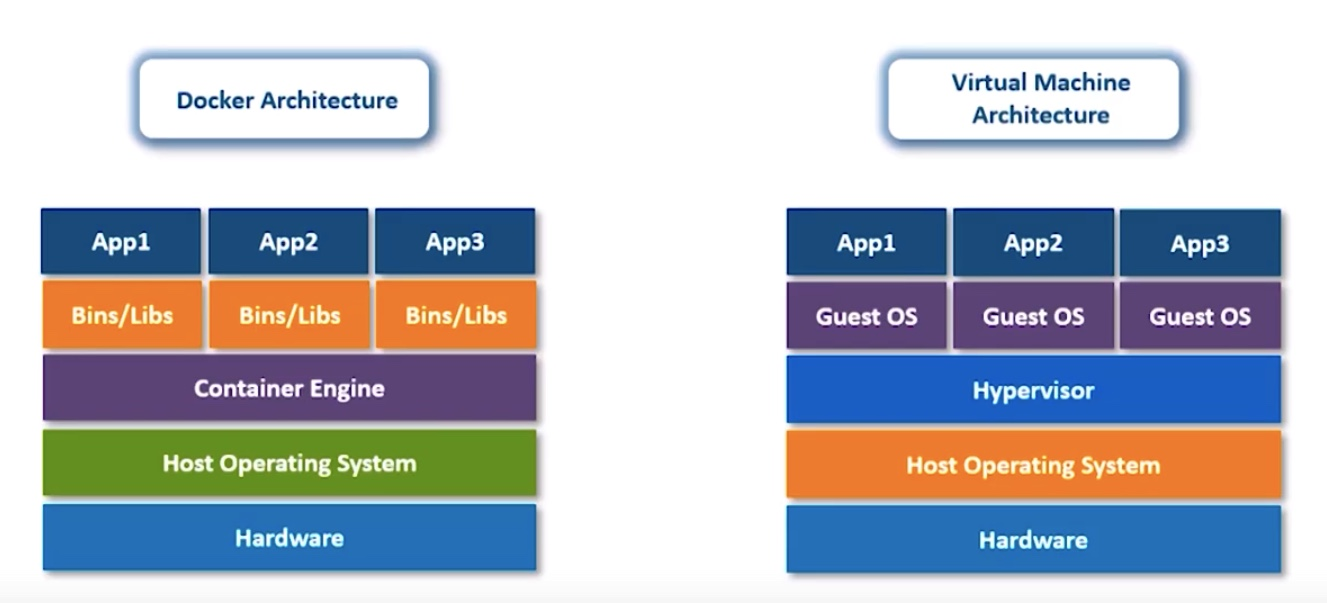 Docker Architecture
Virtual Machine
Architecture
App1 App2 App3
Bins/Libs Bins/Libs Bins/Libs
Container Engine
Host Operating System
Hardware
App1 App2 App3
Guest OS Guest OS Guest OS
Hypervisor
Host Operating System
Hardware